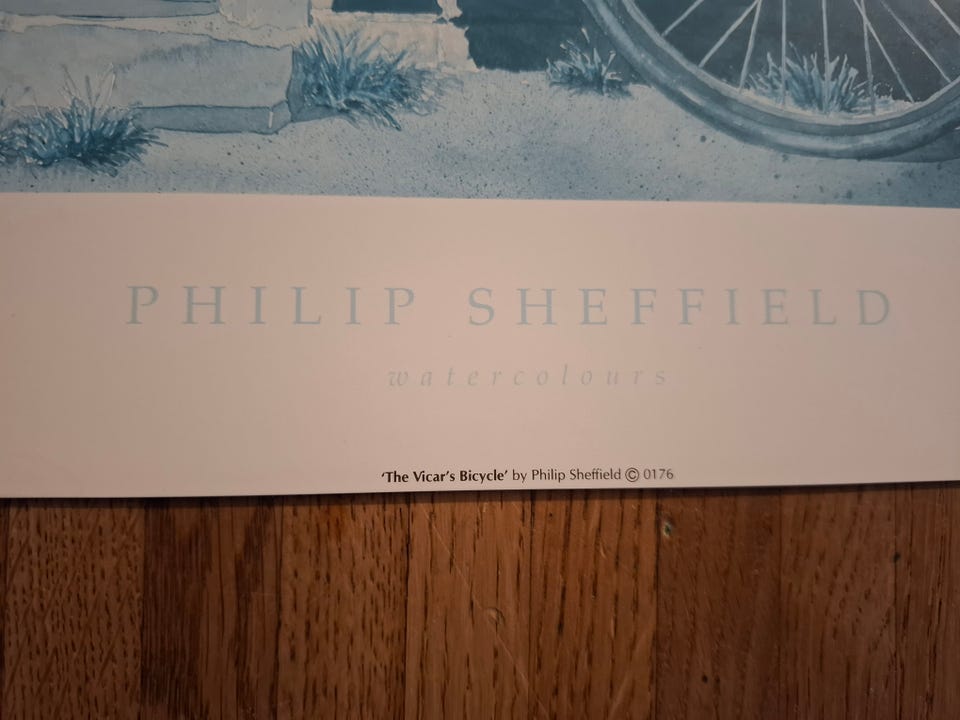 PHILIP SHEFFIELD
watercolours
'The Vicar's Bicycle' by Philip Sheffield © 0176